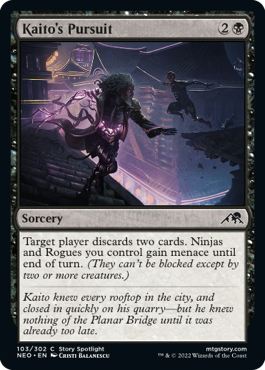 Kaito's Pursuit 2
Sorcery
Target player discards two cards. Ninjas
and Rogues you control gain menace until
end of turn. (They can't be blocked except by
two or more creatures.)
Kaito knew every rooftop in the city, and
closed in quickly on his quarry—but he knew
nothing of the Planar Bridge until it was
already too late.
103/302 C Story Spotlight mtgstory.com
NEO • EN Cristi Balanescu ™ & © 2022 Wizards of the Coast